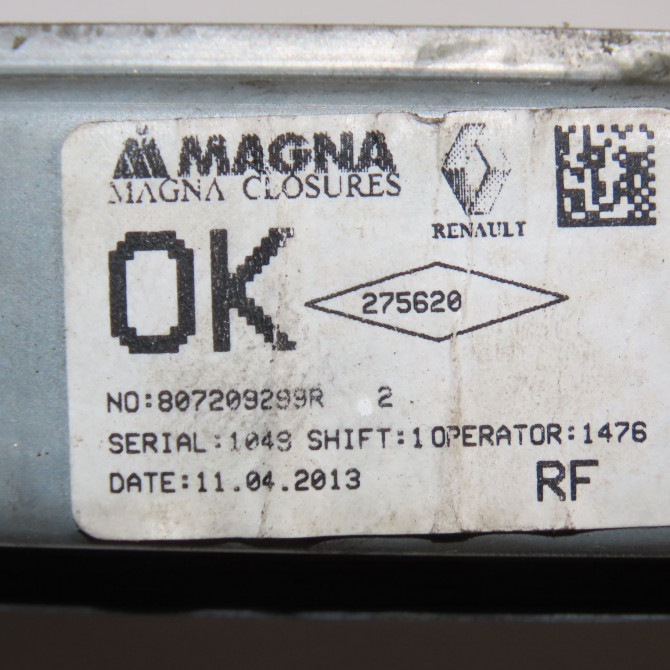 MAGNA
MAGNA CLOSURES
RENAULT
OK
275620
NO:807209299R 2
SERIAL:1049 SHIFT:1 OPERATOR:1476
DATE:11.04.2013
RF